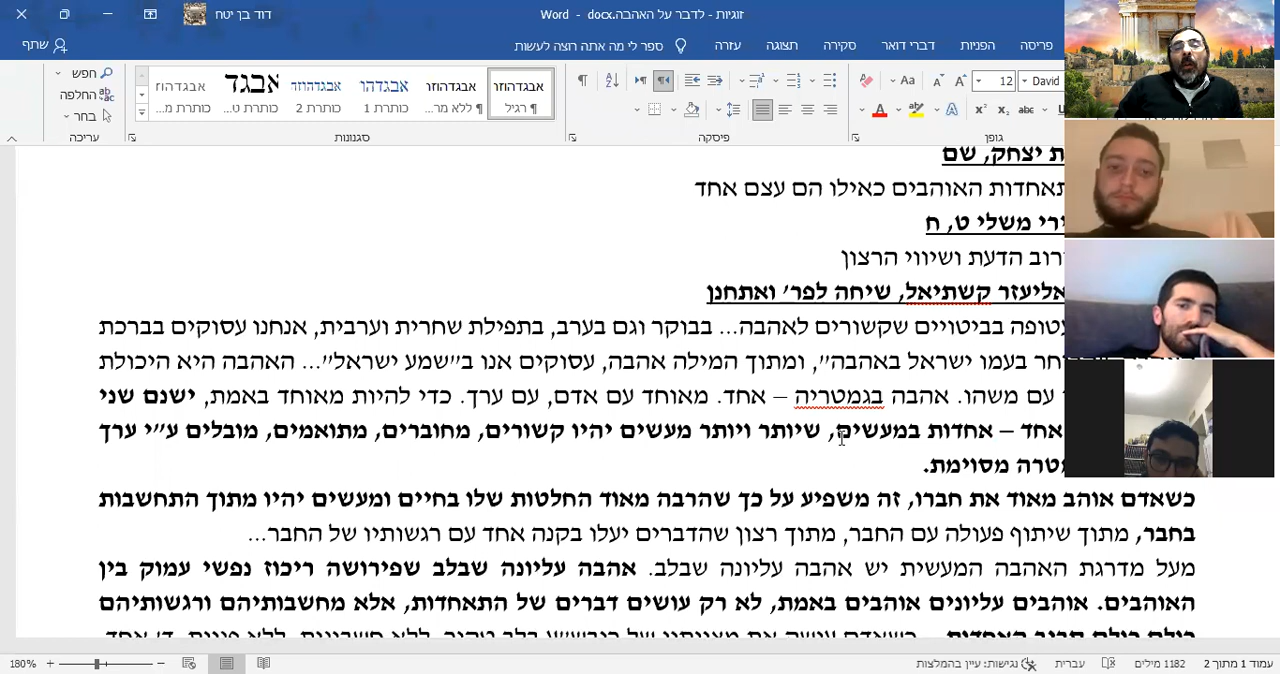 זוגיות - לדבר על האהבה.docx - Word
דוד בן יטח
פריסה הפניות דברי דואר סקירה תצוגה עזרה ספר לי מה אתה רוצה לעשות
שתף
David 12
אבגדהוזר אבגדהוזר אבגדהו אבגדהוזח אבגד אבגדהוז
¶ רגיל ¶ ללא מר... כותרת 1 כותרת 2 כותרת ט... כותרת מ...
חפש
החלפה
בחר
גופן פיסקה סגנונות עריכה
ת יצחק, שם
תאחדות האוהבים כאילו הם עצם אחד
ירי משלי ט, ח
רוב הדעת ושיווי הרצון
אליעזר קשתיאל, שיחה לפר׳ ואתחנן
עטופה בביטויים שקשורים לאהבה... בבוקר וגם בערב, בתפילת שחרית וערבית, אנחנו עסוקים בברכת
חר בעמו ישראל באהבה״, ומתוך המילה אהבה, עסוקים אנו ב״שמע ישראל״... האהבה היא היכולת
עם משהו. אהבה בגמטריה – אחד. מאוחד עם אדם, עם ערך. כדי להיות מאוחד באמת, ישנם שני
אחד – אחדות במעשים, שיותר ויותר מעשים יהיו קשורים, מחוברים, מתואמים, מובלים ע״י ערך
מטרה מסוימת.
כשאדם אוהב מאוד את חברו, זה משפיע על כך שהרבה מאוד החלטות שלו בחיים ומעשים יהיו מתוך התחשבות
בחבר, מתוך שיתוף פעולה עם החבר, מתוך רצון שהדברים יעלו בקנה אחד עם רגשותיו של החבר...
מעל מדרגת האהבה המעשית יש אהבה עליונה שבלב. אהבה עליונה שבלב שפירושה ריכוז נפשי עמוק בין
האוהבים. אוהבים עליונים אוהבים באמת, לא רק עושים דברים של התאחדות, אלא מחשבותיהם ורגשותיהם
עמוד 1 מתוך 2 1182 מילים עברית נגישות: עיין בהמלצות
180%